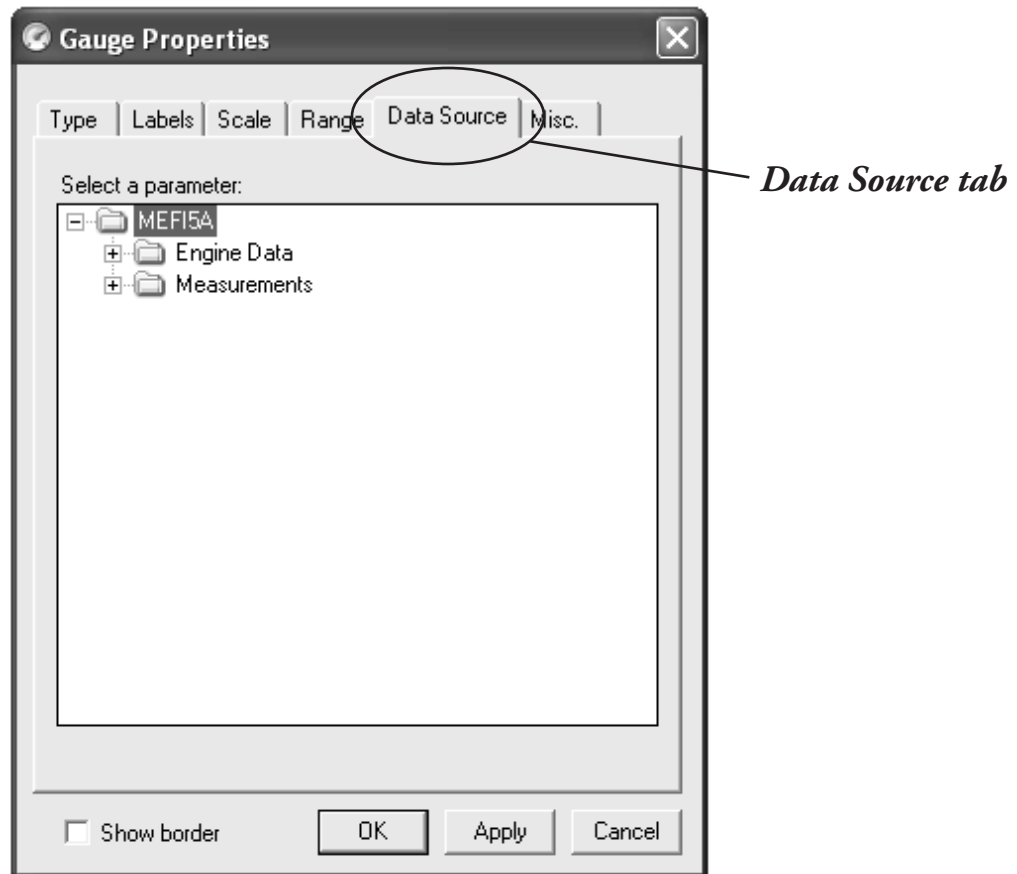 Gauge Properties
Type Labels Scale Range Data Source Misc.
Data Source tab
Select a parameter:
MEFI5A
Engine Data
Measurements
Show border OK Apply Cancel